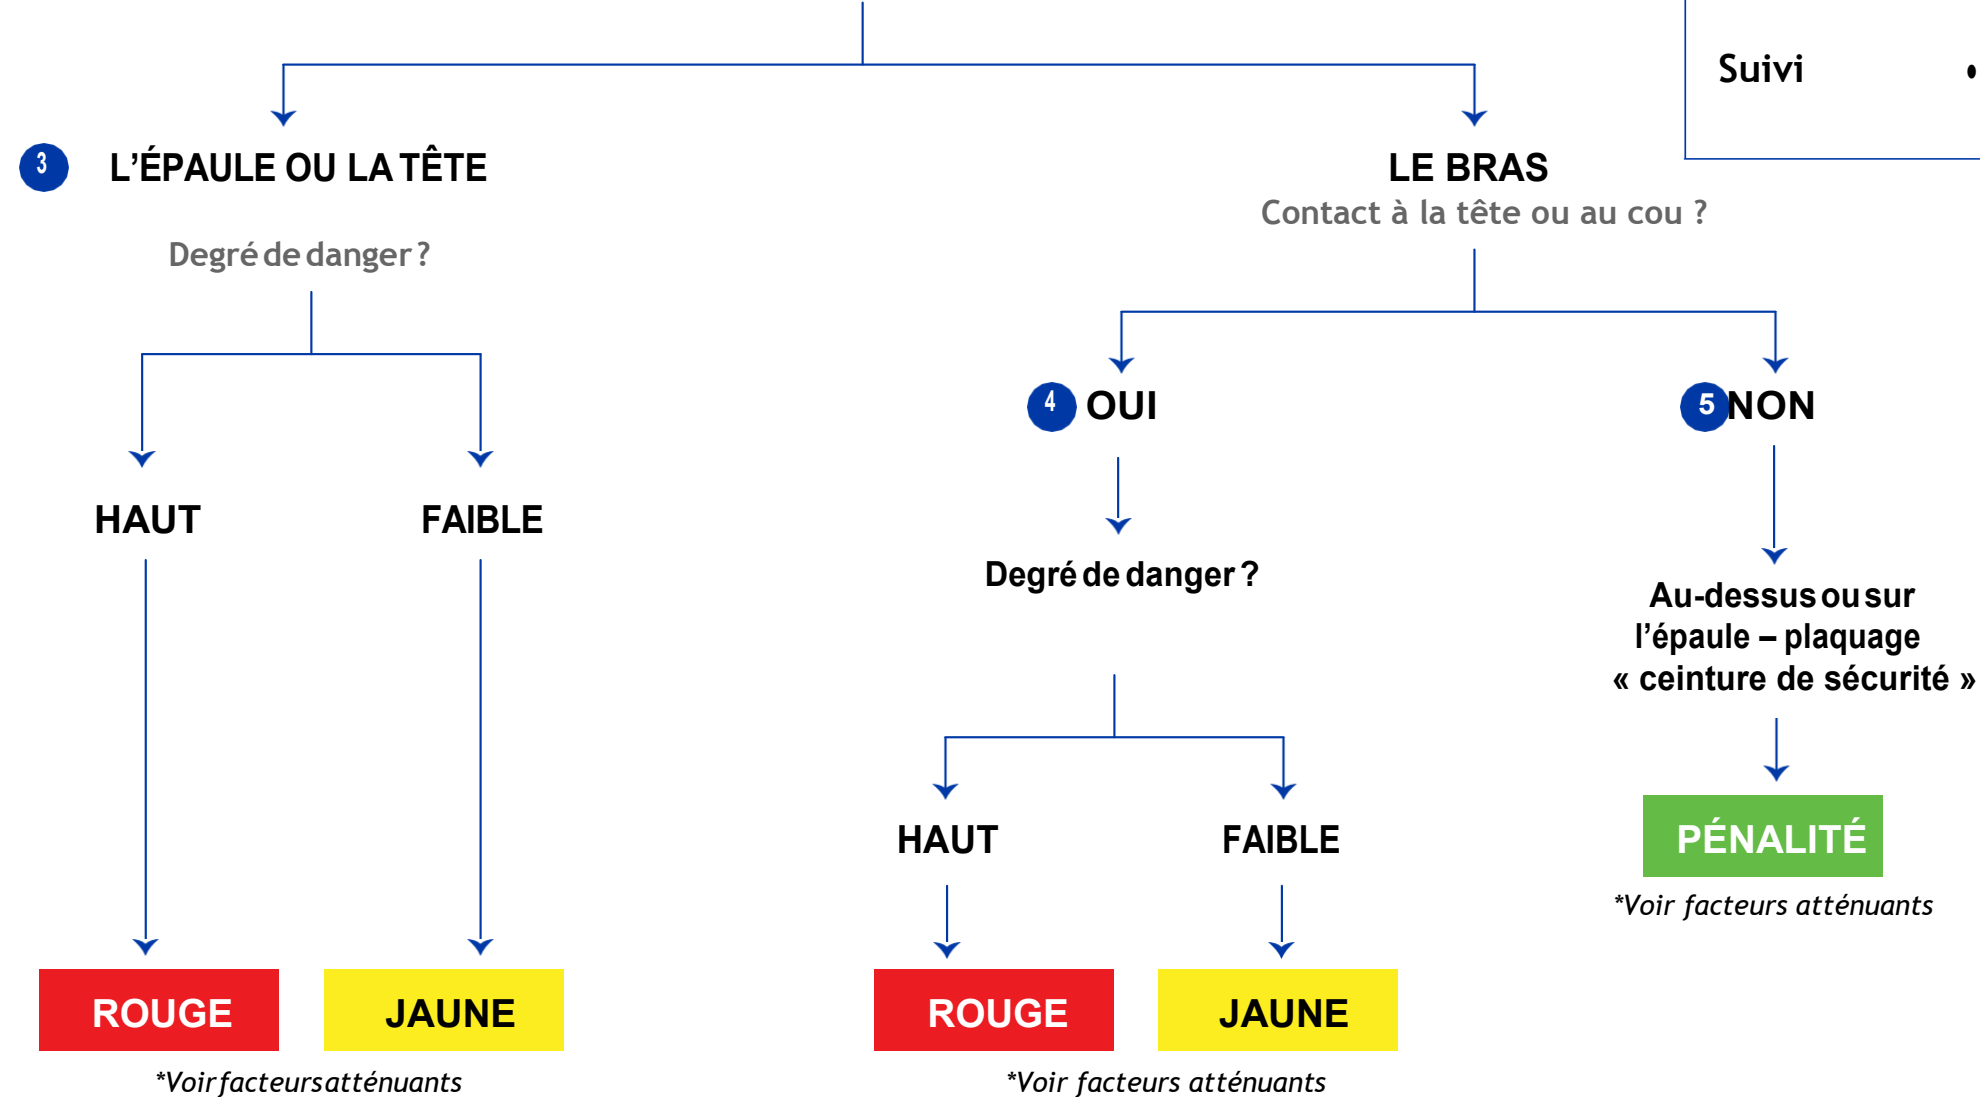 Suivi •
3 L’ÉPAULE OU LA TÊTE
LE BRAS
Contact à la tête ou au cou ?
Degré de danger ?
4 OUI
5 NON
HAUT
FAIBLE
Degré de danger ?
Au-dessus ou sur
l’épaule – plaquage
« ceinture de sécurité »
HAUT
FAIBLE
PÉNALITÉ
*Voir facteurs atténuants
ROUGE
JAUNE
ROUGE
JAUNE
*Voir facteurs atténuants
*Voir facteurs atténuants